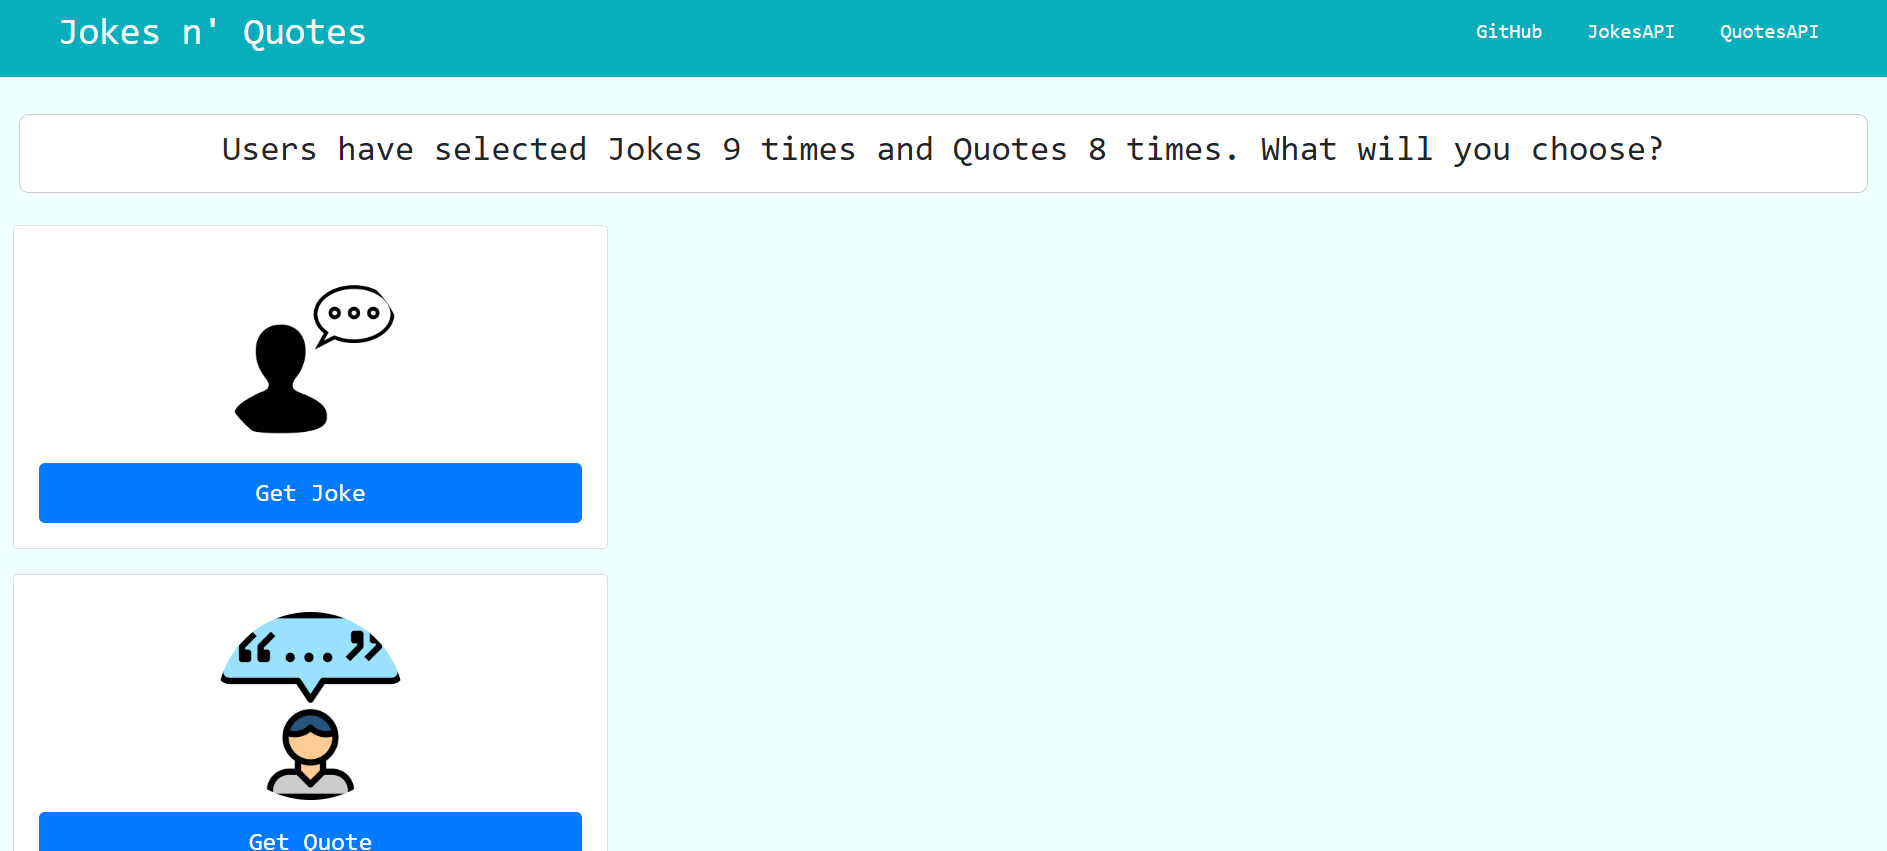 Jokes n' Quotes
GitHub JokesAPI QuotesAPI
Users have selected Jokes 9 times and Quotes 8 times. What will you choose?
Get Joke
“...”
Get Quote